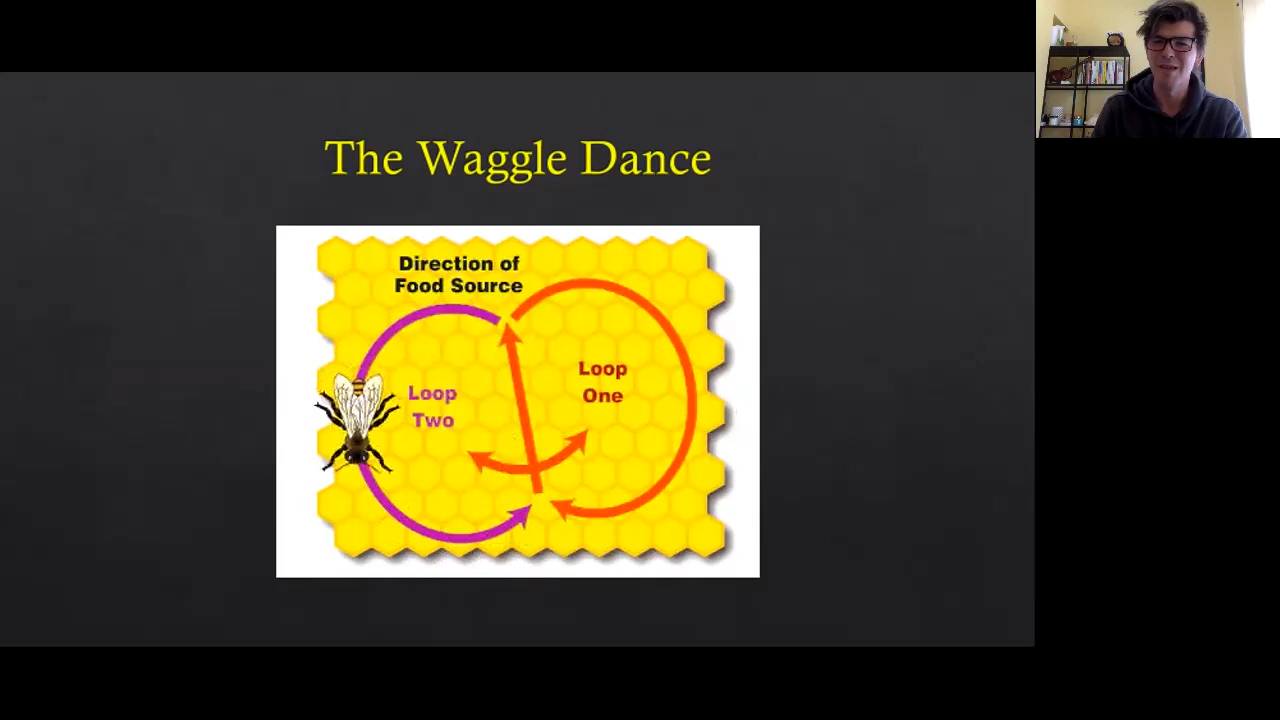 The Waggle Dance
Direction of
Food Source
Loop
One
Loop
Two